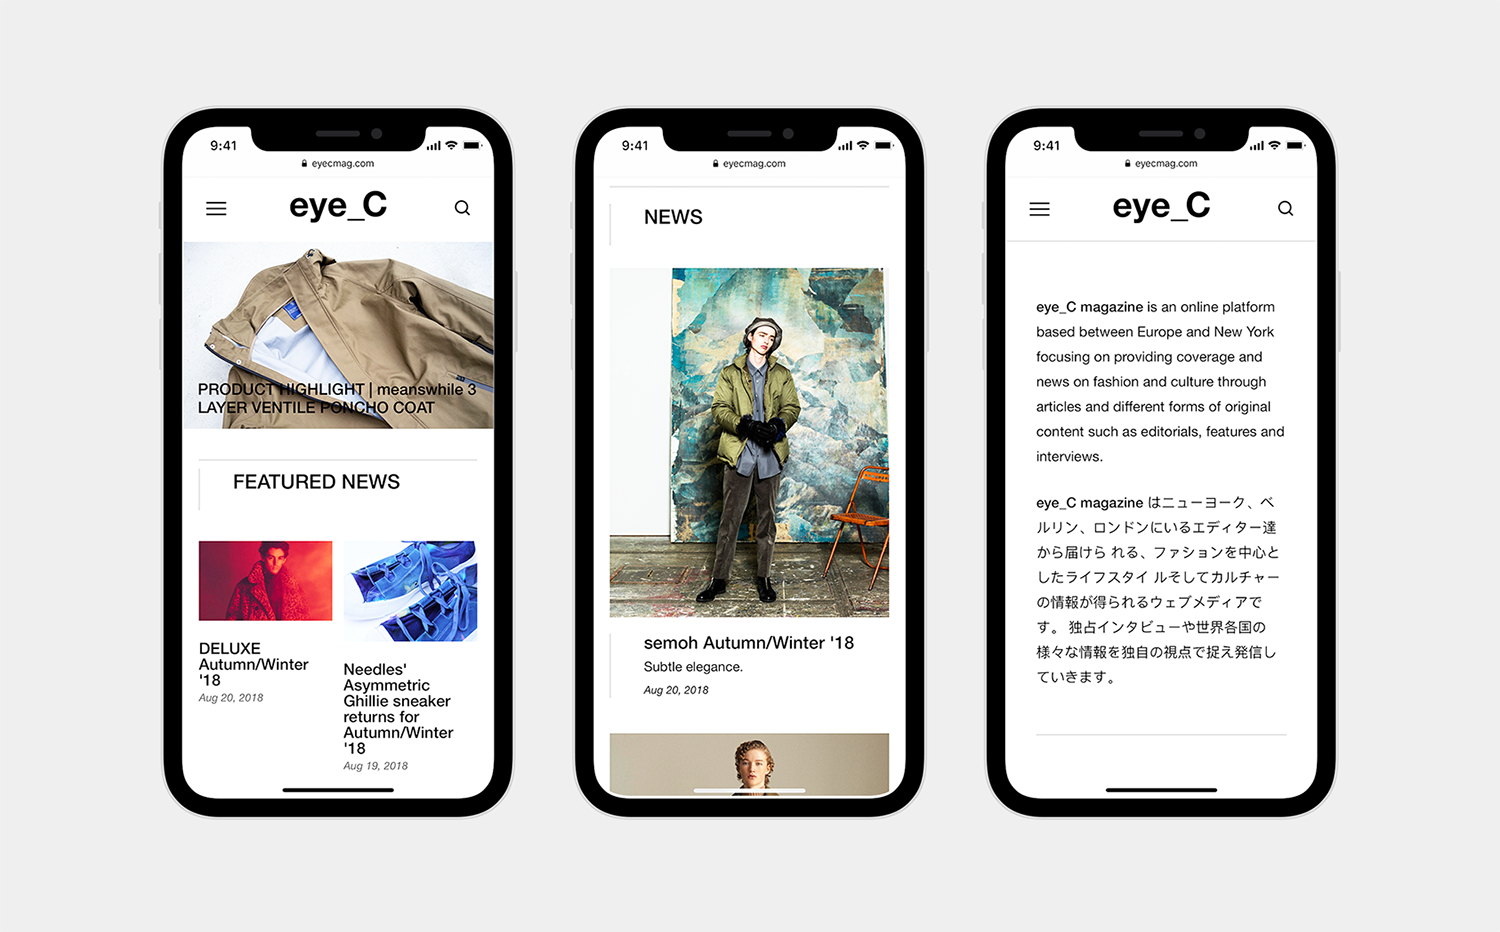 9:41
eyecmag.com
eye_C
PRODUCT HIGHLIGHT | meanswhile 3
LAYER VENTILE PONCHO COAT
FEATURED NEWS
DELUXE
Autumn/Winter
'18
Aug 20, 2018
Needles'
Asymmetric
Ghillie sneaker
returns for
Autumn/Winter
'18
Aug 19, 2018
9:41
eyecmag.com
NEWS
semoh Autumn/Winter '18
Subtle elegance.
Aug 20, 2018
9:41
eyecmag.com
eye_C
eye_C magazine is an online platform
based between Europe and New York
focusing on providing coverage and
news on fashion and culture through
articles and different forms of original
content such as editorials, features and
interviews.
eye_C magazine はニューヨーク、ベ
ルリン、ロンドンにいるエディター達
から届けら れる、ファションを中心と
したライフスタイ ルそしてカルチャー
の情報が得られるウェブメディアで
す。 独占インタビューや世界各国の
様々な情報を独自の視点で捉え発信し
ていきます。